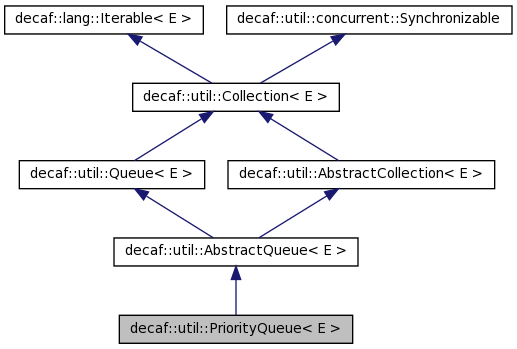 decaf::lang::Iterable< E >
decaf::util::concurrent::Synchronizable
decaf::util::Collection< E >
decaf::util::Queue< E >
decaf::util::AbstractCollection< E >
decaf::util::AbstractQueue< E >
decaf::util::PriorityQueue< E >